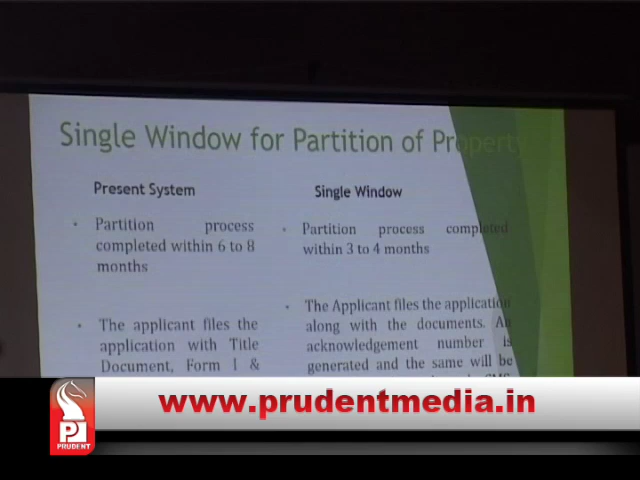 Single Window for Partition of Property
Present System
Single Window
• Partition process
completed within 6 to 8
months
• Partition process completed
within 3 to 4 months
• The applicant files the
application with Title
Document, Form I &
• The Applicant files the application
along with the documents. An
acknowledgement number is
generated and the same will be
www.prudentmedia.in
P
PRUDENT